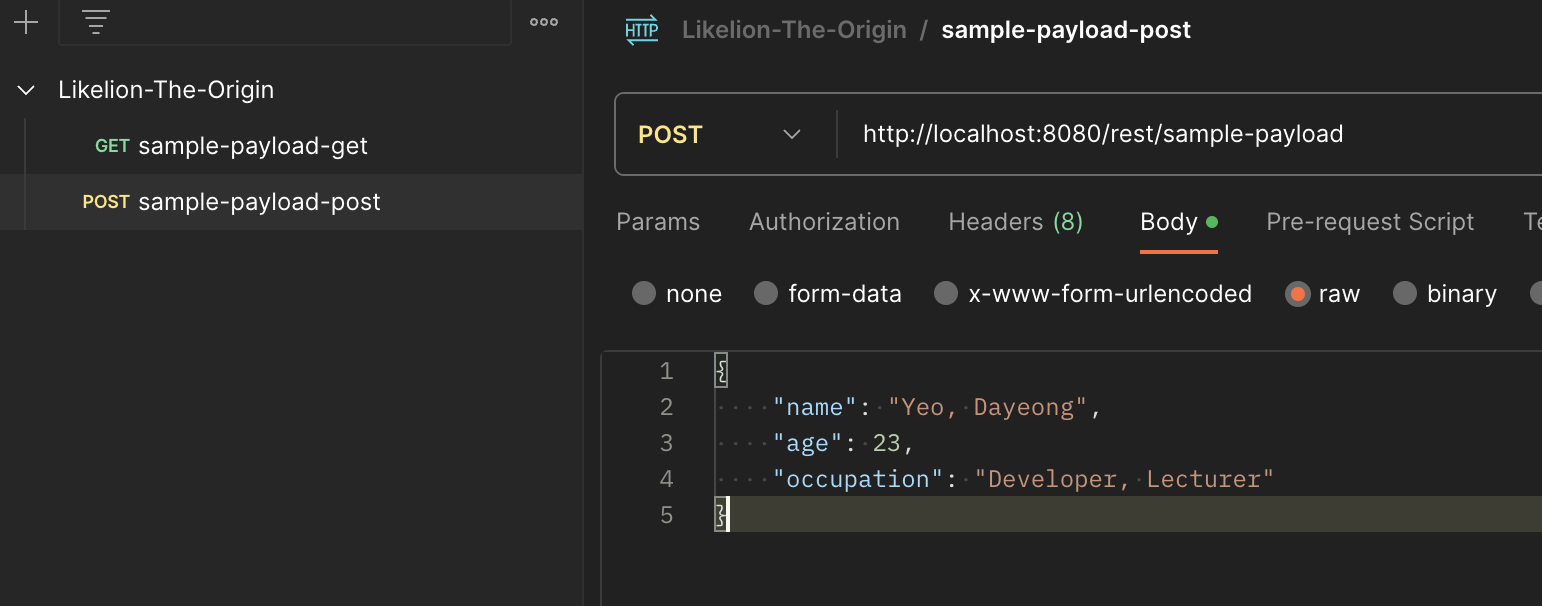 Likelion-The-Origin
GET sample-payload-get
POST sample-payload-post
HTTP Likelion-The-Origin / sample-payload-post
POST http://localhost:8080/rest/sample-payload
Params Authorization Headers (8) Body Pre-request Script
none form-data x-www-form-urlencoded raw binary
1 {
2 "name": "Yeo, Dayeong",
3 "age": 23,
4 "occupation": "Developer, Lecturer"
5 }